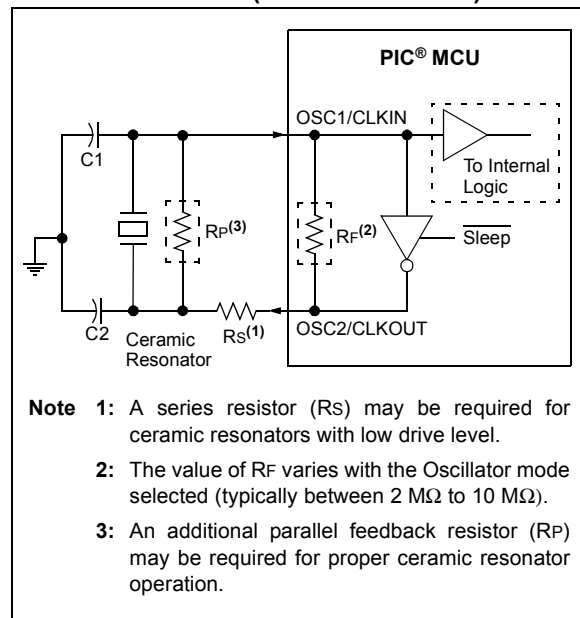 PIC® MCU
OSC1/CLKIN
C1
To Internal
Logic
RP(3)
RF(2)
Sleep
C2
Ceramic
Resonator
RS(1)
OSC2/CLKOUT
Note 1: A series resistor (RS) may be required for
ceramic resonators with low drive level.
2: The value of RF varies with the Oscillator mode
selected (typically between 2 MΩ to 10 MΩ).
3: An additional parallel feedback resistor (RP)
may be required for proper ceramic resonator
operation.